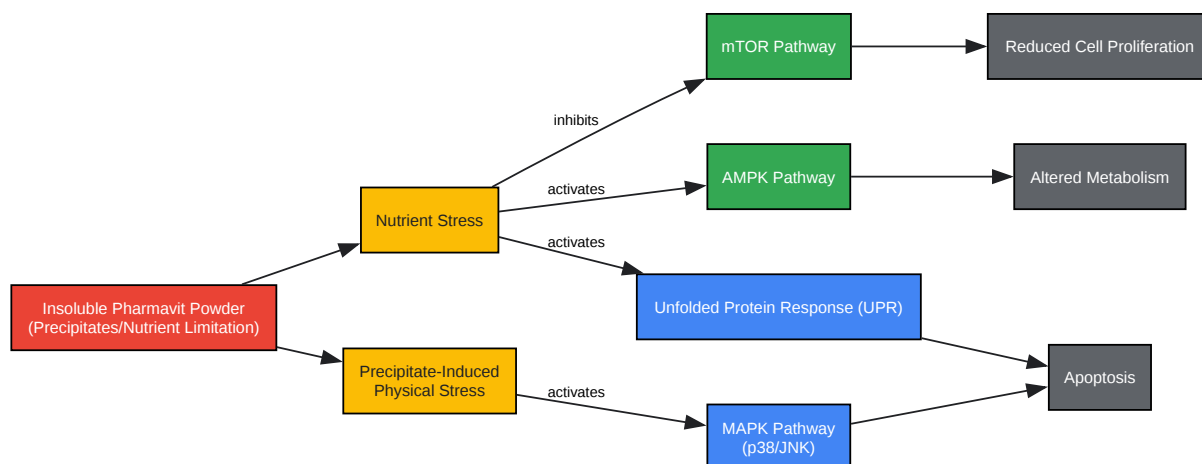 mTOR Pathway
Reduced Cell Proliferation
inhibits
AMPK Pathway
Altered Metabolism
activates
Nutrient Stress
activates
Insoluble Pharmavit Powder
(Precipitates/Nutrient Limitation)
Unfolded Protein Response (UPR)
Precipitate-Induced
Physical Stress
activates
Apoptosis
MAPK Pathway
(p38/JNK)